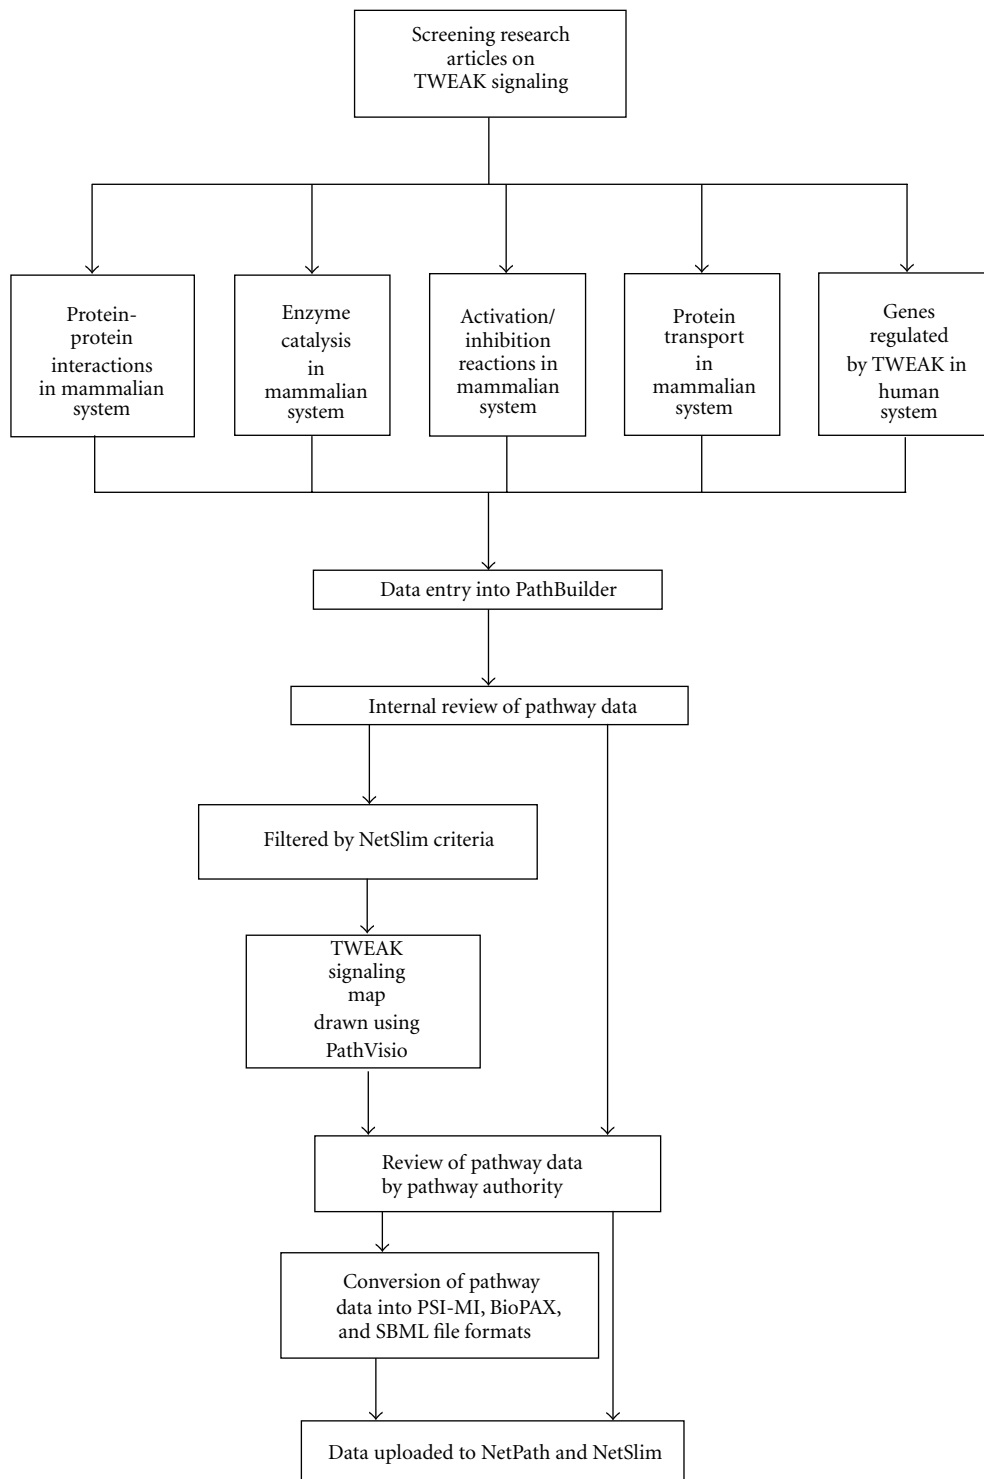 Screening research
articles on
TWEAK signaling
Protein-
protein
interactions
in mammalian
system
Enzyme
catalysis
in
mammalian
system
Activation/
inhibition
reactions in
mammalian
system
Protein
transport
in
mammalian
system
Genes
regulated
by TWEAK in
human
system
Data entry into PathBuilder
Internal review of pathway data
Filtered by NetSlim criteria
TWEAK
signaling
map
drawn using
PathVisio
Review of pathway data
by pathway authority
Conversion of pathway
data into PSI-MI, BioPAX,
and SBML file formats
Data uploaded to NetPath and NetSlim